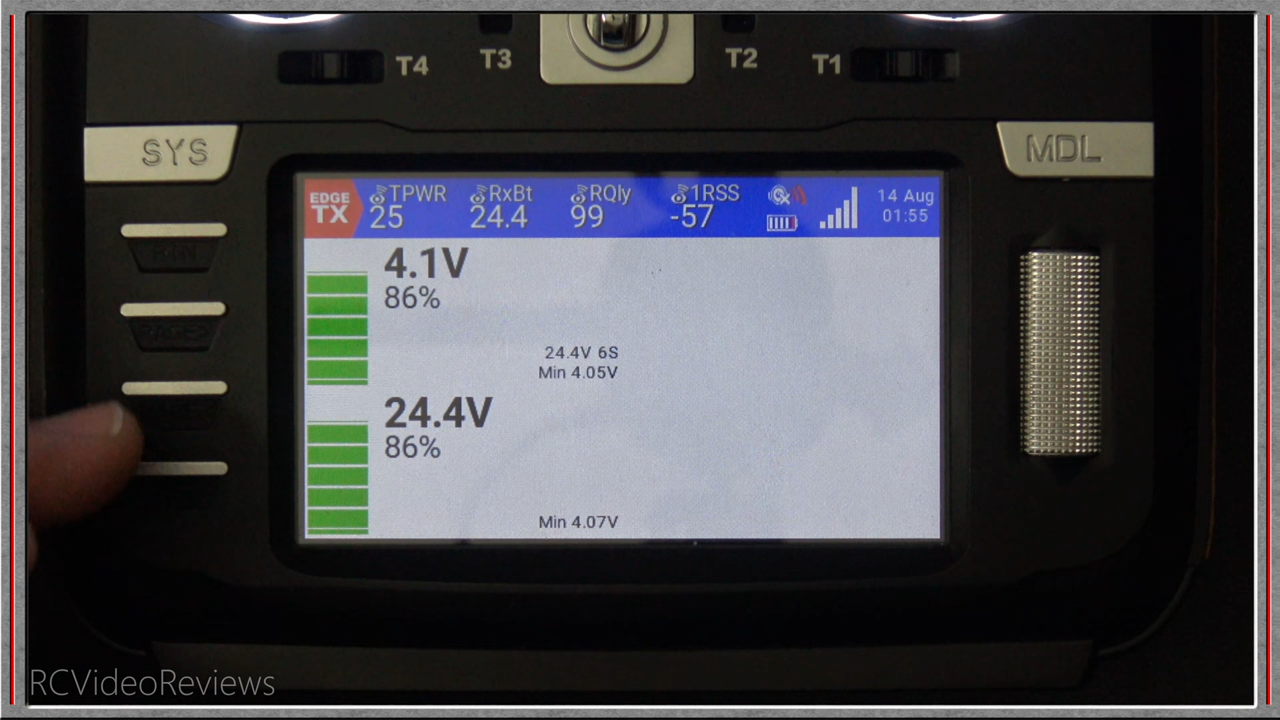 T4 T3 T2 T1
SYS MDL
EDGE TX
TPWR RxBt RQly 1RSS
25 24.4 99 -57
14 Aug
01:55
4.1V
86%
24.4V 6S
Min 4.05V
24.4V
86%
Min 4.07V
RCVideoReviews